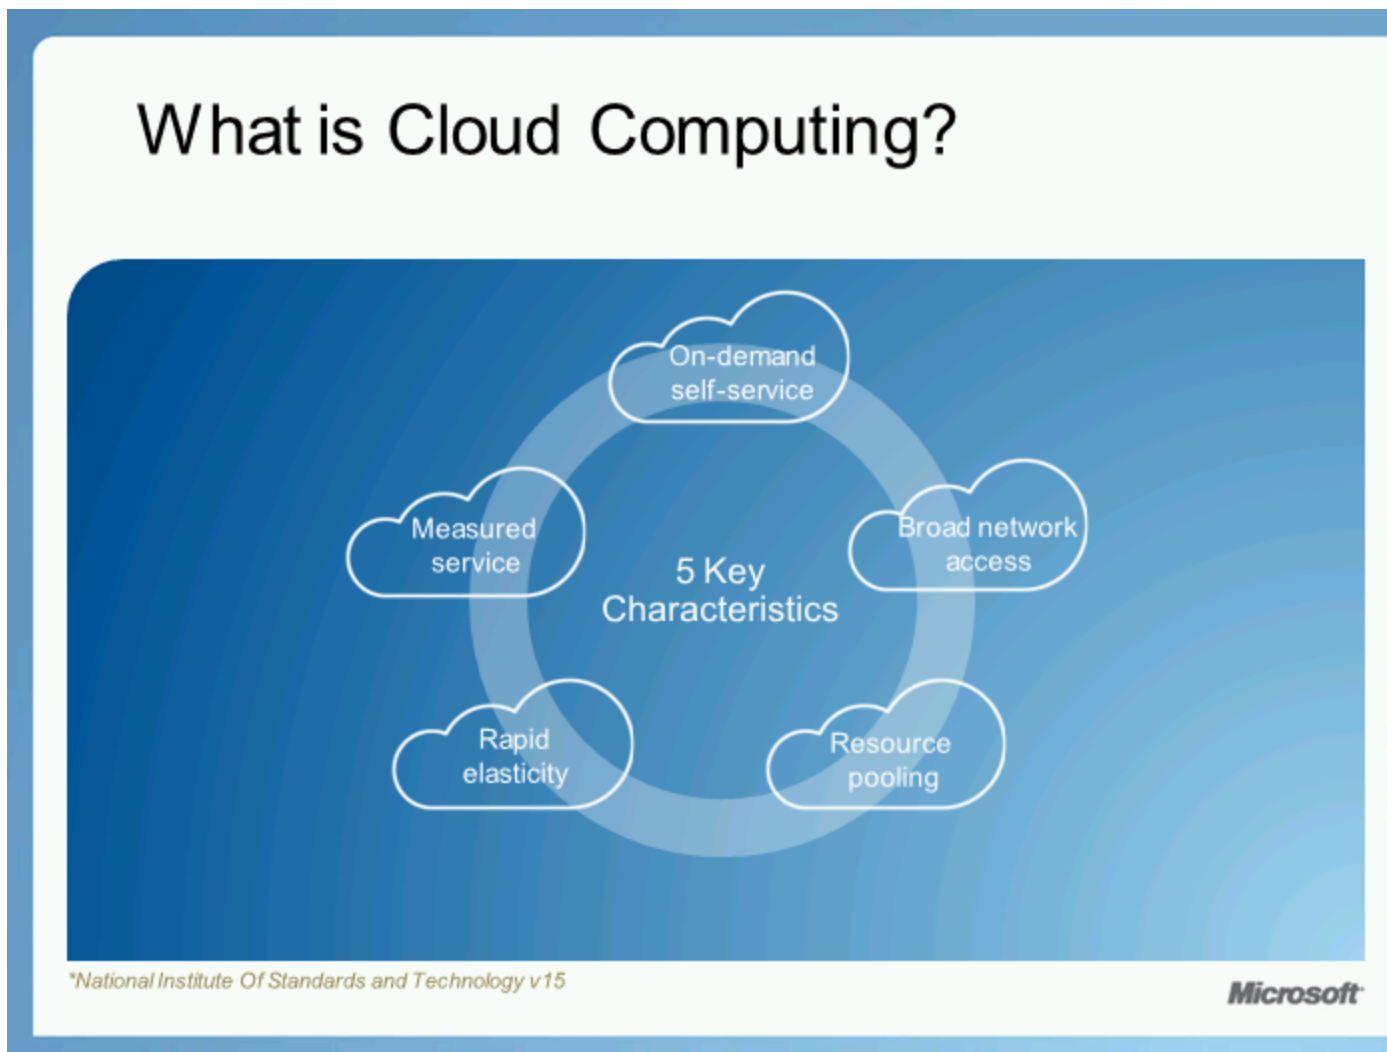 What is Cloud Computing?
On-demand
self-service
Measured
service
Broad network
access
5 Key
Characteristics
Rapid
elasticity
Resource
pooling
*National Institute Of Standards and Technology v15
Microsoft